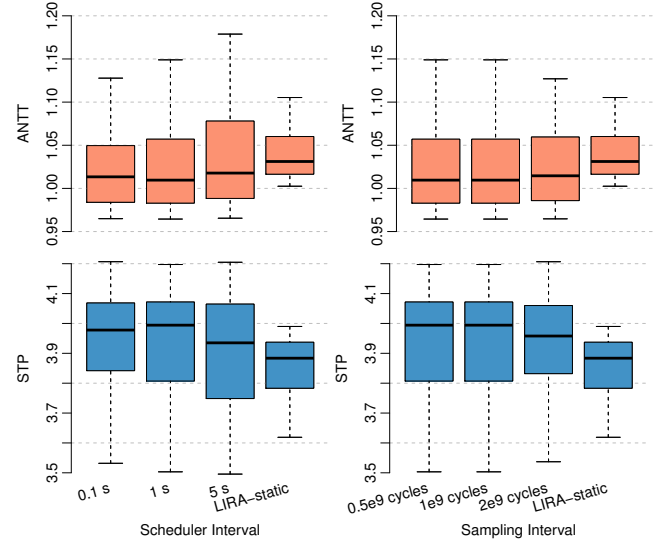 1.20
1.15
1.10
1.05
1.00
0.95
ANTT
1.20
1.15
1.10
1.05
1.00
0.95
ANTT
4.1
3.9
3.7
3.5
STP
0.1 s
1 s
5 s
LIRA−static
Scheduler Interval
4.1
3.9
3.7
3.5
STP
0.5e9 cycles
1e9 cycles
2e9 cycles
LIRA−static
Sampling Interval